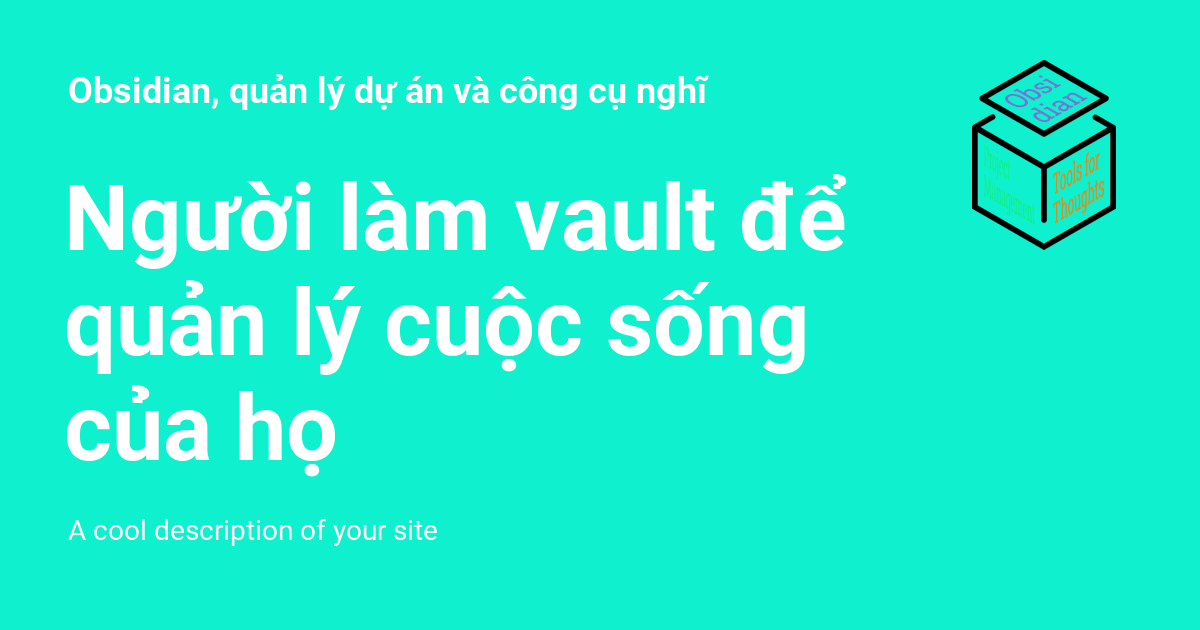 Obsidian, quản lý dự án và công cụ nghĩ
Obsi
dian
Project
Management
Tools for
Thoughts
Người làm vault để
quản lý cuộc sống
của họ
A cool description of your site